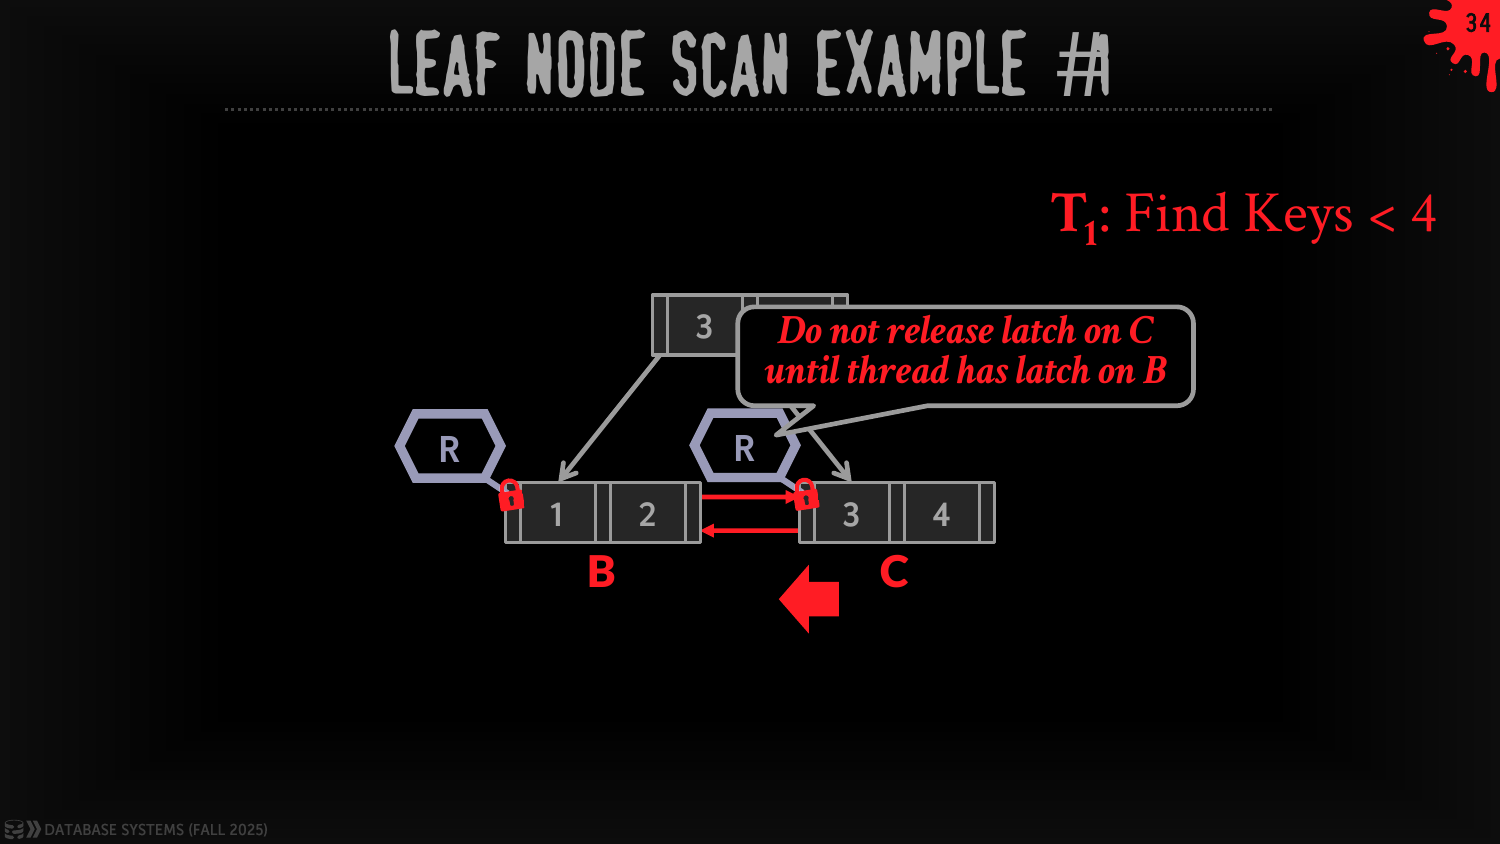 34
LEAF NODE SCAN EXAMPLE #1
T1: Find Keys < 4
3
Do not release latch on C
until thread has latch on B
R
R
1 2
3 4
B
C
DATABASE SYSTEMS (FALL 2025)